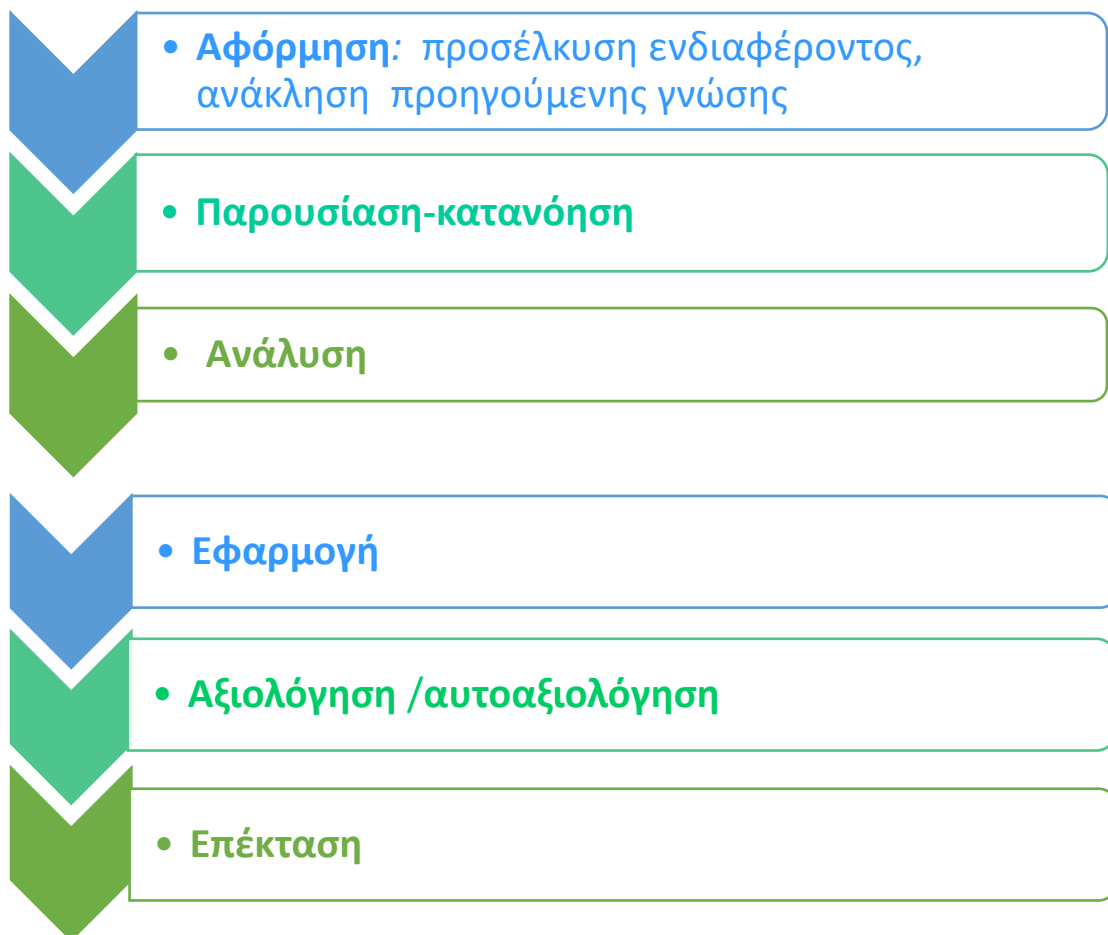 • Αφόρμηση: προσέλκυση ενδιαφέροντος,
ανάκληση προηγούμενης γνώσης
• Παρουσίαση-κατανόηση
• Ανάλυση
• Εφαρμογή
• Αξιολόγηση /αυτοαξιολόγηση
• Επέκταση